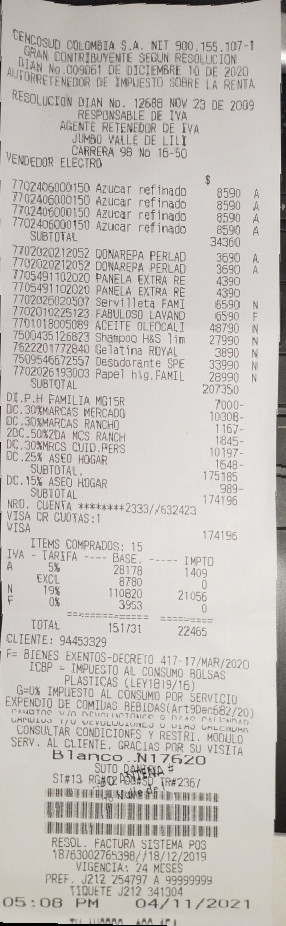 CENCOSUD COLOMBIA S.A. NIT 900.155.107-1
GRAN CONTRIBUYENTE SEGUN RESOLUCION
DIAN No.009061 DE DICIEMBRE 10 DE 2020
AUTORRETENEDOR DE IMPUESTO SOBRE LA RENTA
RESOLUCION DIAN No. 12688 NOV 23 DE 2009
RESPONSABLE DE IVA
AGENTE RETENEDOR DE IVA
JUMBO VALLE DE LILI
CARRERA 98 No 16-50
VENDEDOR ELECTRO
$
7702406000150 Azucar refinado 8590 A
7702406000150 Azucar refinado 8590 A
7702406000150 Azucar refinado 8590 A
7702406000150 Azucar refinado 8590 A
SUBTOTAL 34360
7702020212052 DONAREPA PERLAD 3690 A
7702020212052 DONAREPA PERLAD 3690 A
7705491102020 PANELA EXTRA RE 4390
7705491102020 PANELA EXTRA RE 4390
7702026020507 Servilleta FAMI 6590 N
7702010225123 FABULOSO LAVAND 6590 F
7701018005089 ACEITE OLEOCALI 48790 N
7500435126823 Shampoo H&S lim 27990 N
7622201772840 Gelatina ROYAL 3890 N
7509546672557 Desodorante SPE 33990 N
7702026193003 Papel hig.FAMIL 28990 N
SUBTOTAL 207350
DI.P.H FAMILIA MG15R 7000-
DC.30%MARCAS MERCADO 10308-
DC.30%MARCAS RANCHO 1167-
2DC.50%2DA MCS RANCH 1845-
DC.30%MRCS CUID.PERS 10197-
DC.25% ASEO HOGAR 1648-
SUBTOTAL. 175185
DC.15% ASEO HOGAR 989-
SUBTOTAL 174196
NRO. CUENTA ********2333//632423
VISA CR CUOTAS:1
VISA 174196
ITEMS COMPRADOS: 15
IVA - TARIFA ---- BASE. ----- IMPTO
A 5% 28178 1409
EXCL 8780 0
N 19% 110820 21056
F 0% 3953 0
============== =======
TOTAL 151731 22465
CLIENTE: 94453329
F= BIENES EXENTOS-DECRETO 417-17/MAR/2020
ICBP = IMPUESTO AL CONSUMO BOLSAS
PLASTICAS (LEY1819/16)
G=0% IMPUESTO AL CONSUMO POR SERVICIO
EXPENDIO DE COMIDAS BEBIDAS(Art9Dec682/20)
CAMBIOS Y/O DEVOLUCIONES 8 DIAS CALENDAR
CAMBIOS Y/O DEVOLUCIONES 8 DIAS CALENDAR
CONSULTAR CONDICIONES Y RESTRI. MODULO
SERV. AL CLIENTE. GRACIAS POR SU VISITA
Blanco N17620
ST#13
TR#2367
RESOL. FACTURA SISTEMA POS
18763002765398//18/12/2019
VIGENCIA: 24 MESES
PREF. J212 254797 A 99999999
TIQUETE J212 341304
05:08 PM 04/11/2021